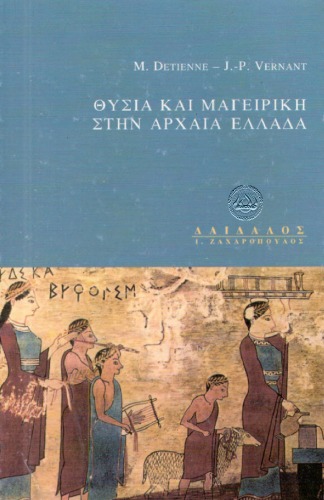 M. DETIENNE – J.-P. VERNANT
ΘΥΣΙΑ ΚΑΙ ΜΑΓΕΙΡΙΚΗ
ΣΤΗΝ ΑΡΧΑΙΑ ΕΛΛΑΔΑ
ΔΑΙΔΑΛΟΣ
Ι. ΖΑΧΑΡΟΠΟΥΛΟΣ